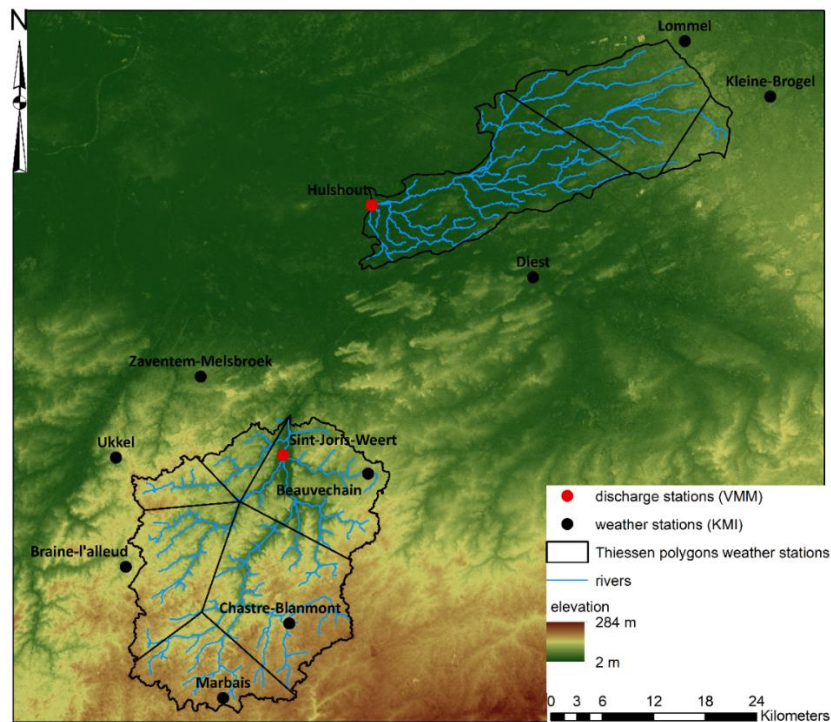 N
Lommel
Kleine-Brogel
Hulshout
Diest
Zaventem-Melsbroek
Ukkel
Sint-Joris-Weert
Beauvechain
Braine-l'alleud
Chastre-Blanmont
Marbais
discharge stations (VMM)
weather stations (KMI)
Thiessen polygons weather stations
rivers
elevation
284 m
2 m
0 3 6 12 18 24
Kilometers